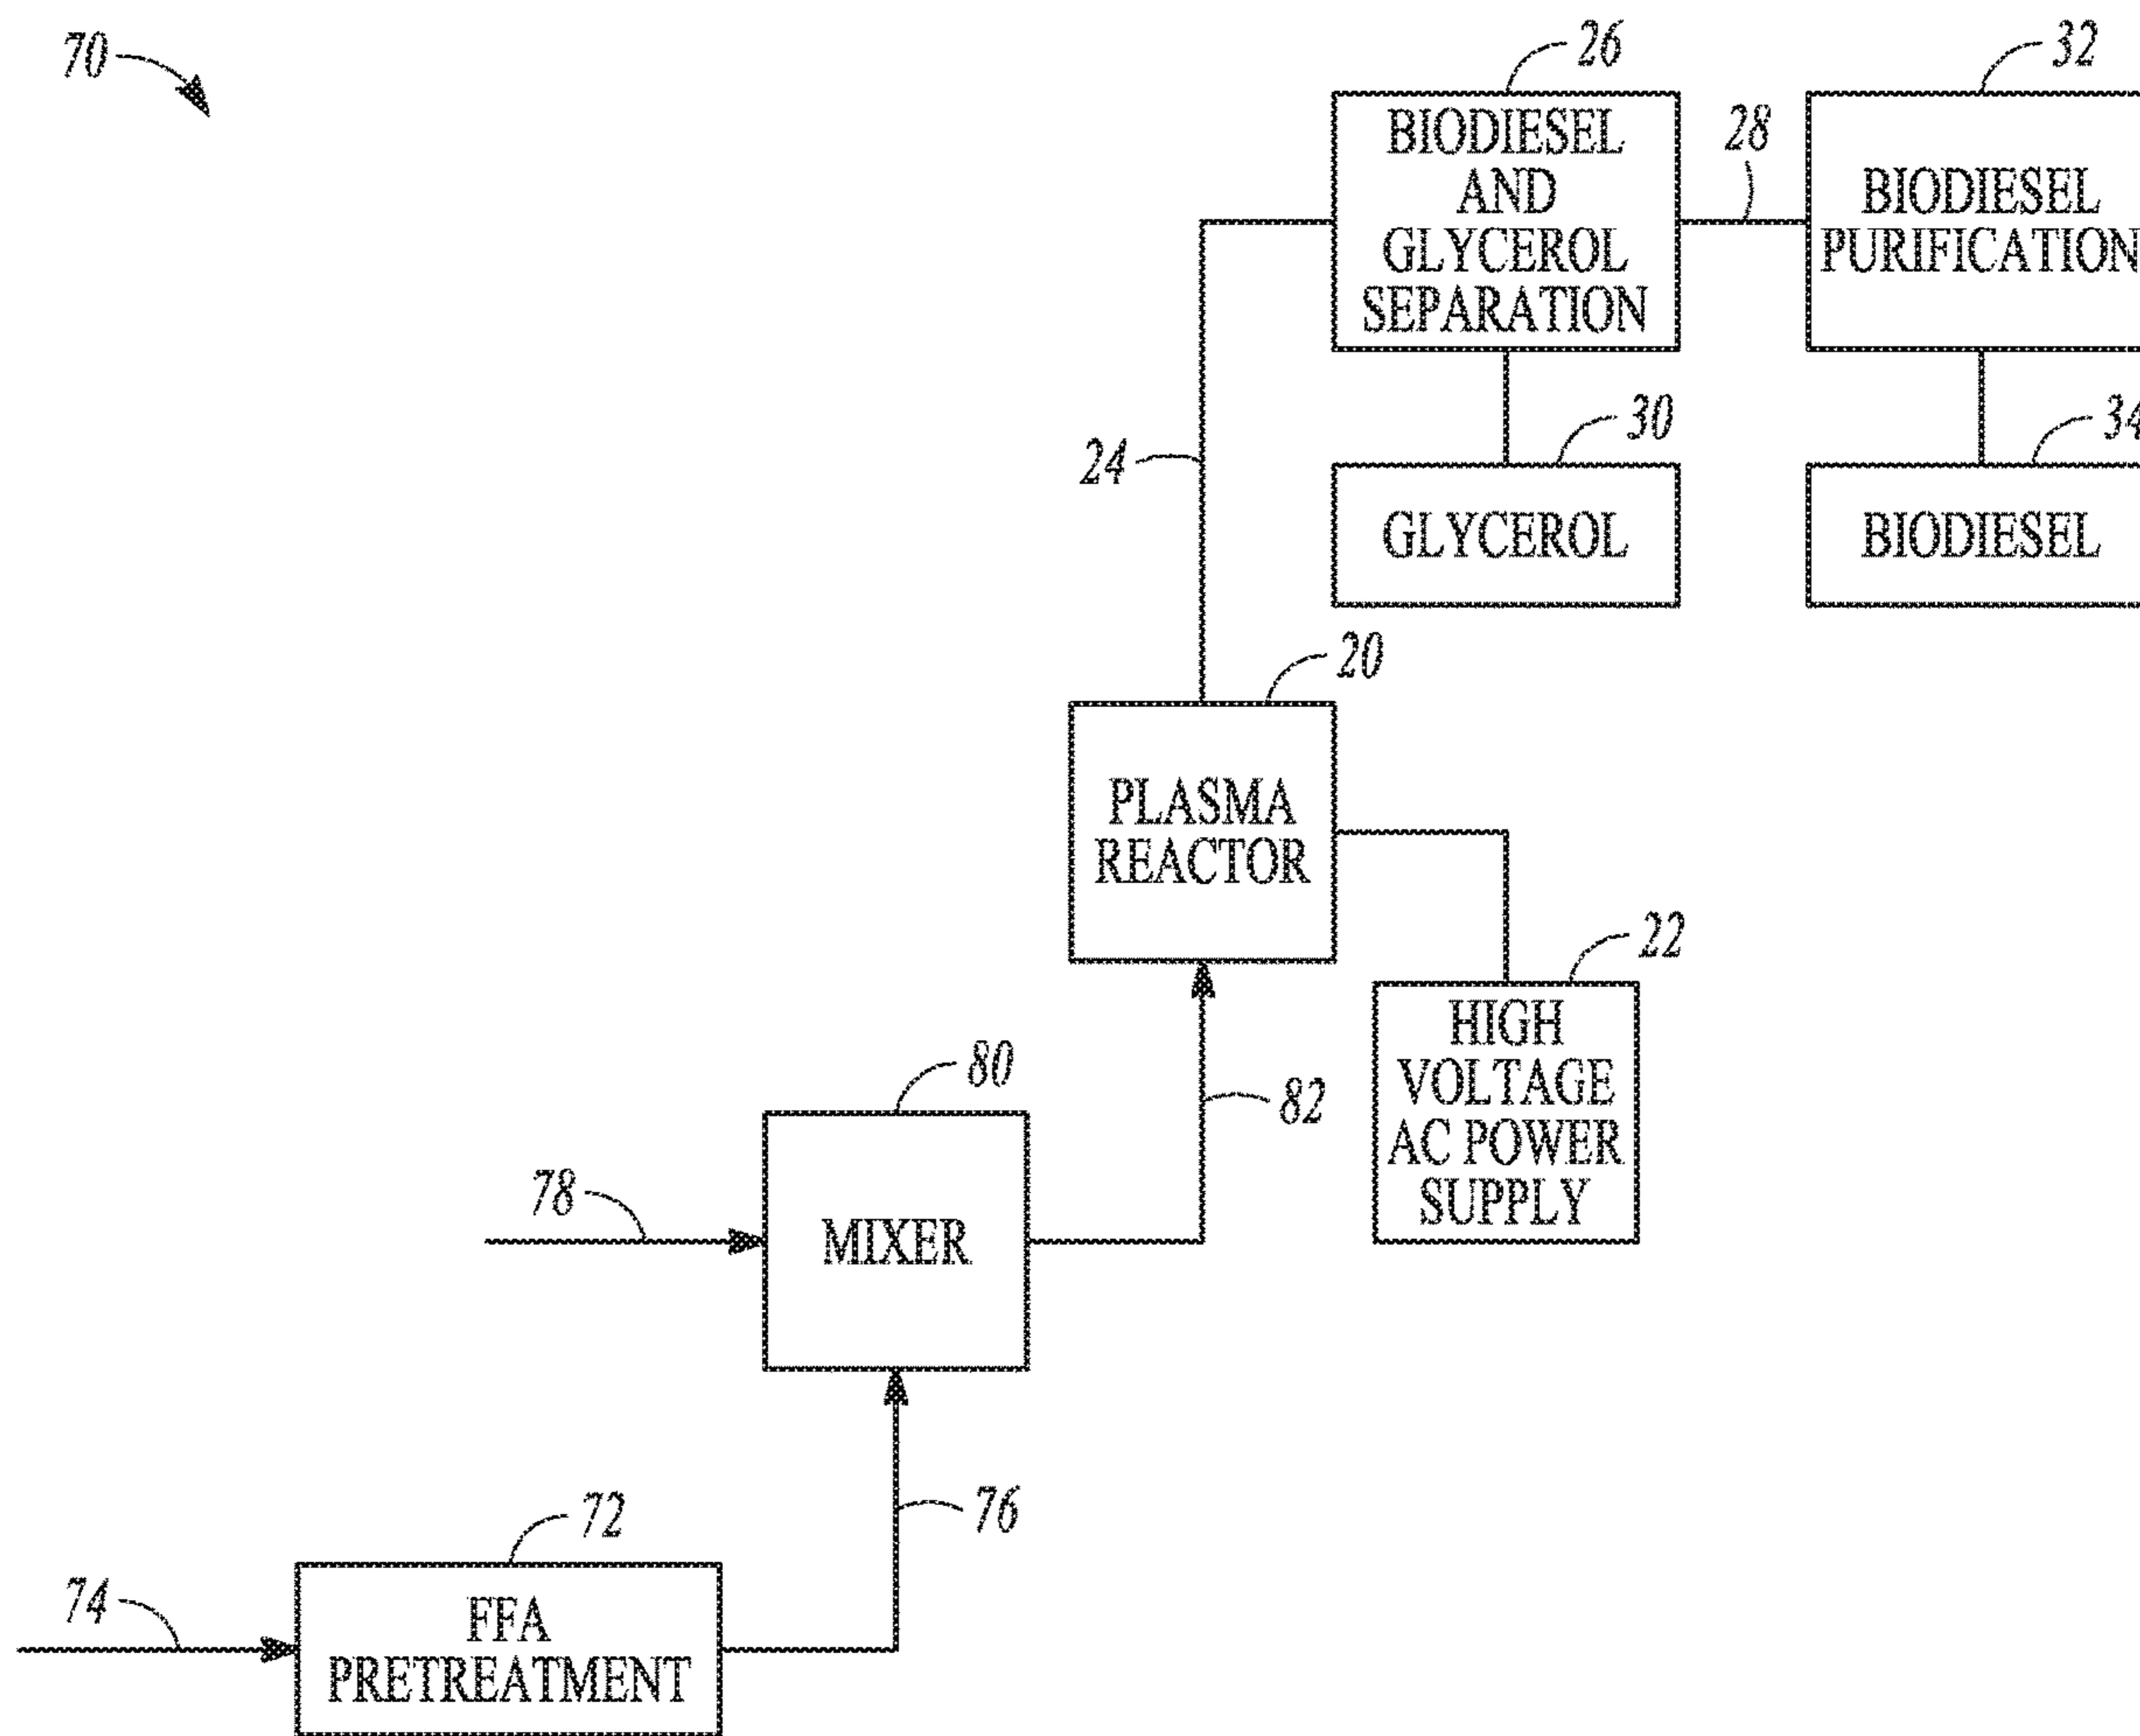 70
26
32
BIODIESEL
AND
GLYCEROL
SEPARATION
28
BIODIESEL
PURIFICATION
24
30
34
GLYCEROL
BIODIESEL
20
PLASMA
REACTOR
22
HIGH
VOLTAGE
AC POWER
SUPPLY
80
82
78
MIXER
76
72
74
FFA
PRETREATMENT